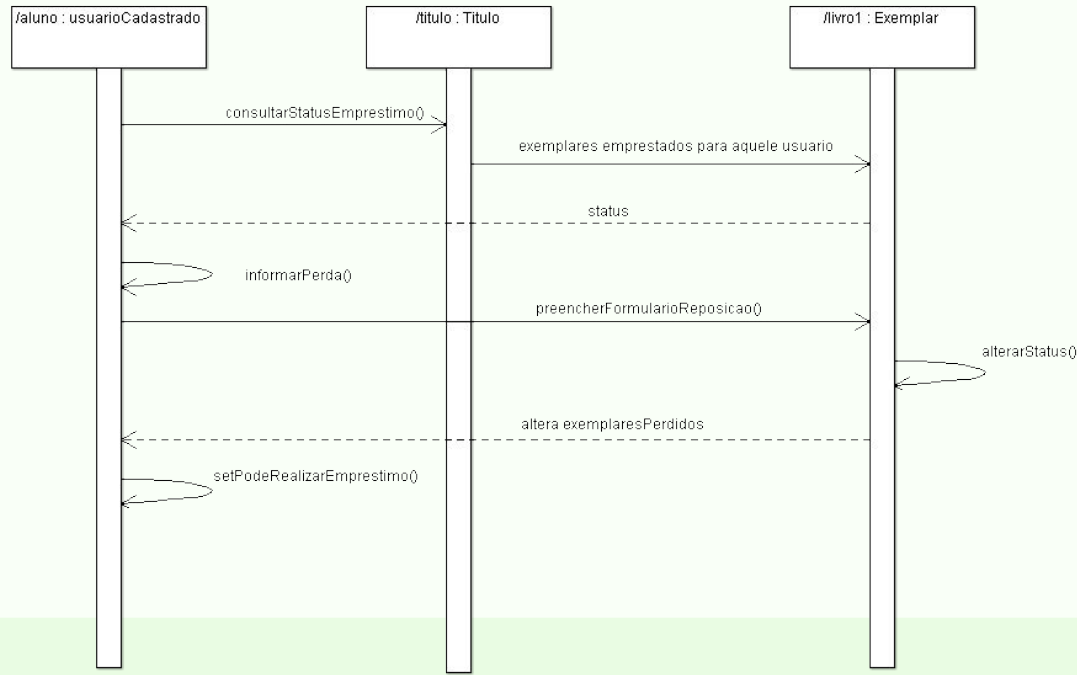 /aluno : usuarioCadastrado
/titulo : Titulo
/livro1 : Exemplar
consultarStatusEmprestimo()
exemplares emprestados para aquele usuario
status
informarPerda()
preencherFormularioReposicao()
alterarStatus()
altera exemplaresPerdidos
setPodeRealizarEmprestimo()